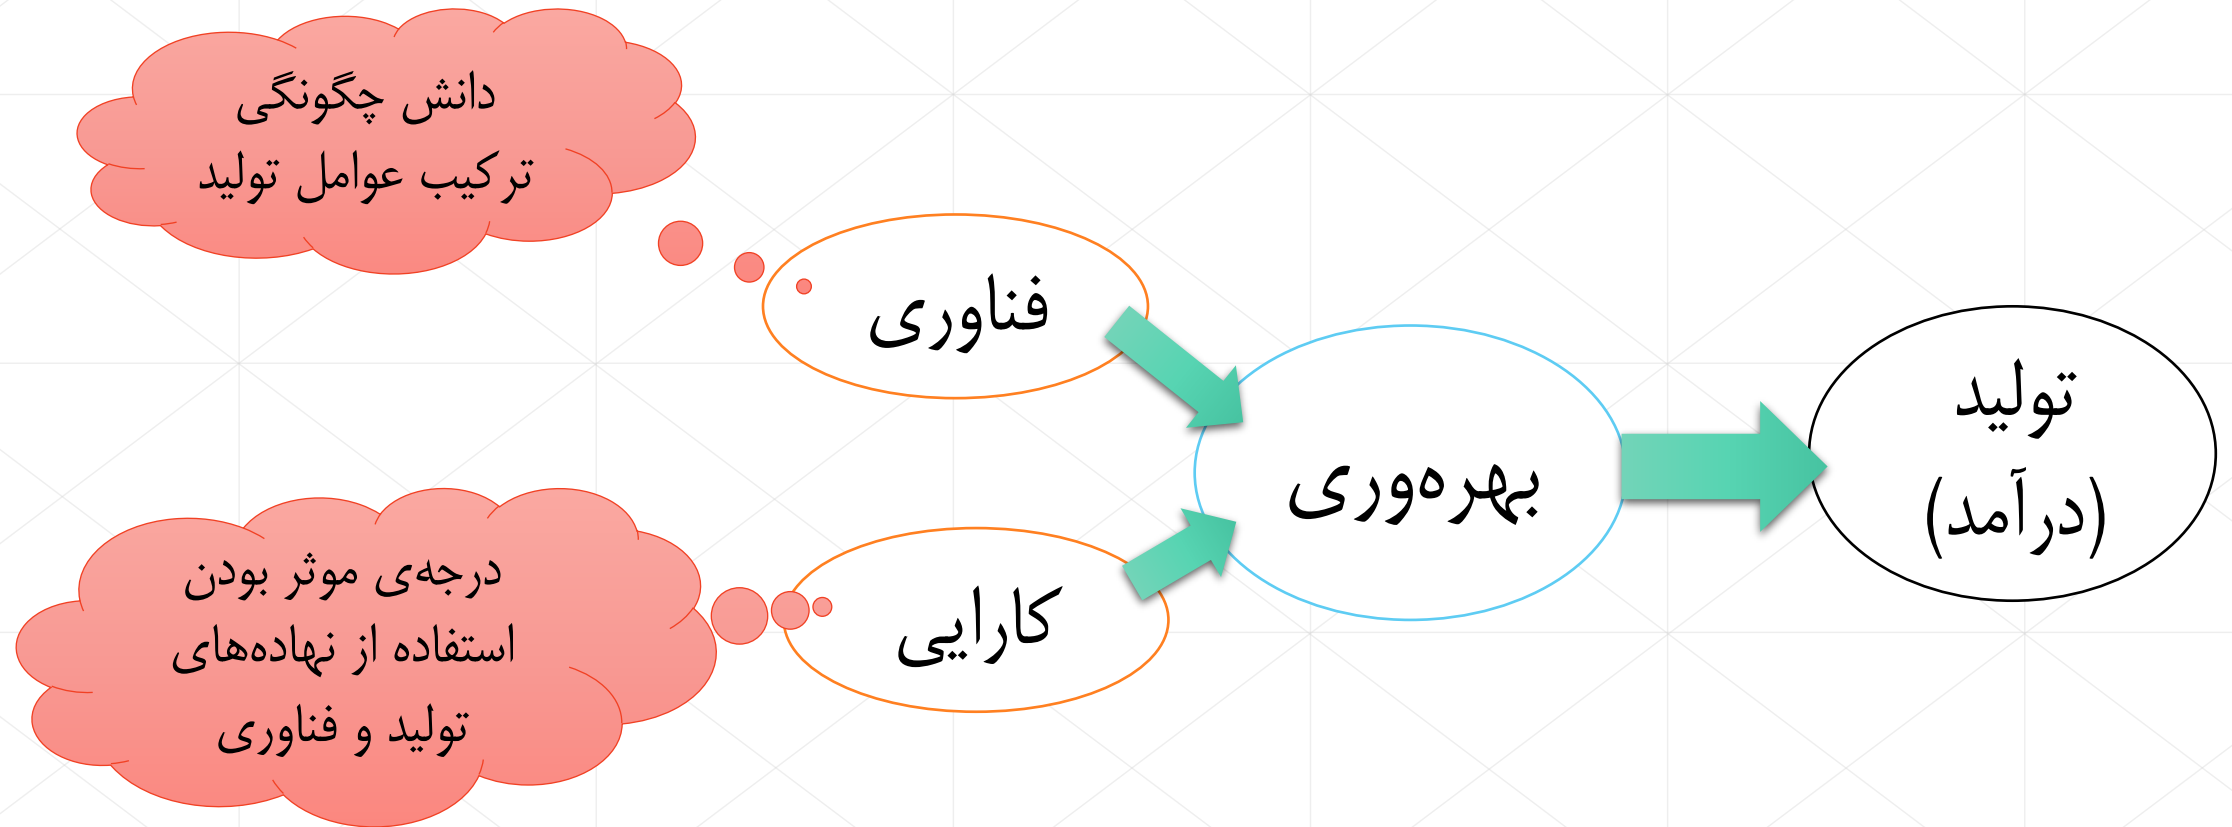 دانش چگونگی
ترکیب عوامل تولید
فناوری
بهره‌وری
تولید
(درآمد)
کارایی
درجه‌ی موثر بودن
استفاده از نهاده‌های
تولید و فناوری